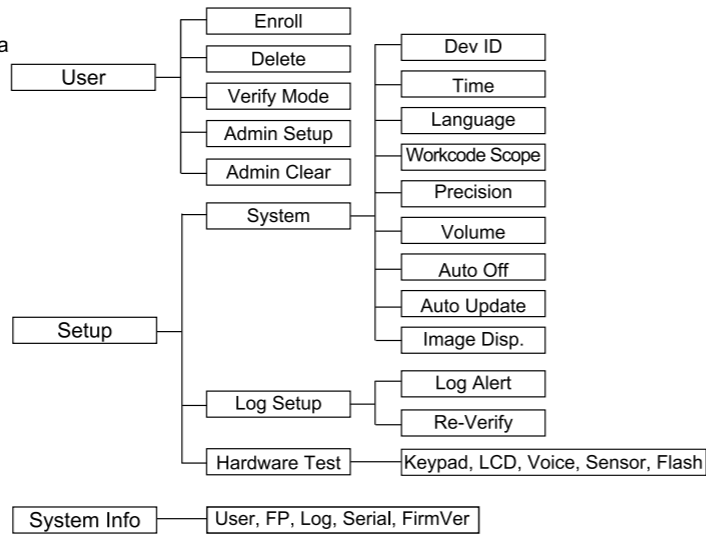 a
User
Enroll
Delete
Verify Mode
Admin Setup
Admin Clear
Setup
System
Dev ID
Time
Language
Workcode Scope
Precision
Volume
Auto Off
Auto Update
Image Disp.
Log Setup
Log Alert
Re-Verify
Hardware Test
Keypad, LCD, Voice, Sensor, Flash
System Info
User, FP, Log, Serial, FirmVer